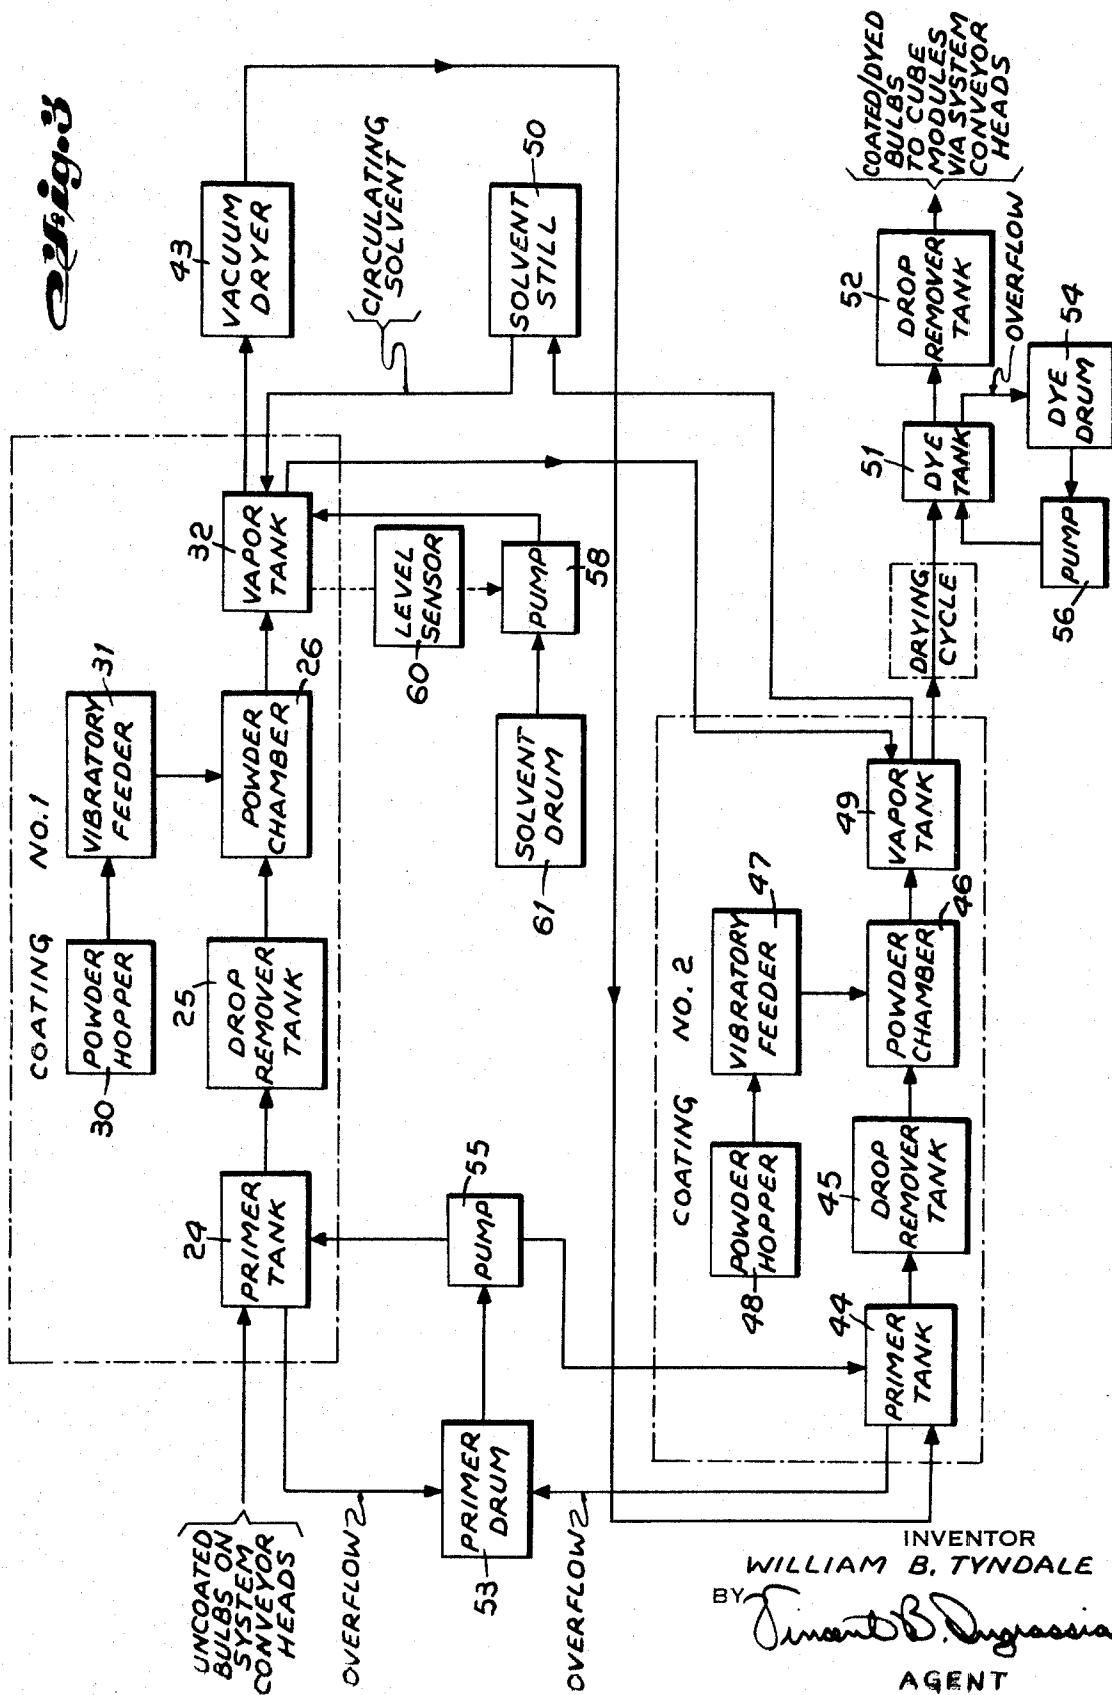 Fig.3
COATING NO.1
POWDER
HOPPER
30
VIBRATORY
FEEDER
31
UNCOATED
BULBS ON
SYSTEM
CONVEYOR
HEADS
24
PRIMER
TANK
25
DROP
REMOVER
TANK
POWDER
CHAMBER
26
32
VAPOR
TANK
43
VACUUM
DRYER
CIRCULATING
SOLVENT
OVERFLOW
PRIMER
DRUM
53
OVERFLOW
PUMP
55
60
LEVEL
SENSOR
61
SOLVENT
DRUM
PUMP
58
SOLVENT
STILL
50
COATING NO. 2
POWDER
HOPPER
48
VIBRATORY
FEEDER
47
44
PRIMER
TANK
45
DROP
REMOVER
TANK
POWDER
CHAMBER
46
49
VAPOR
TANK
DRYING
CYCLE
51
DYE
TANK
52
DROP
REMOVER
TANK
COATED/DYED
BULBS
TO CUBE
MODULES
VIA SYSTEM
CONVEYOR
HEADS
OVERFLOW
DYE
DRUM
54
PUMP
56
INVENTOR
WILLIAM B. TYNDALE
BY Vincent B. Ingrassia
AGENT